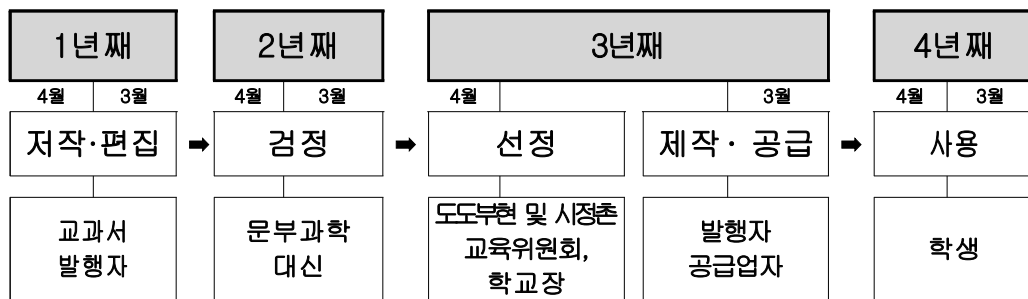 1년째 2년째 3년째 4년째
4월 3월 4월 3월 4월 3월 4월 3월
저작·편집 ➡ 검정 ➡ 선정 제작· 공급 ➡ 사용
교과서
발행자
문부과학
대신
도도부현 및 시정촌
교육위원회,
학교장
발행자
공급업자
학생